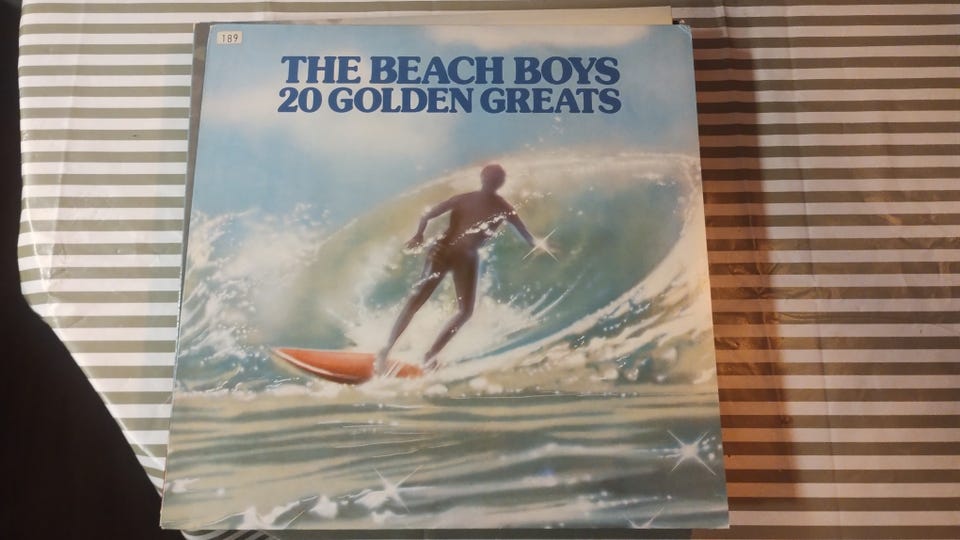 189
THE BEACH BOYS
20 GOLDEN GREATS